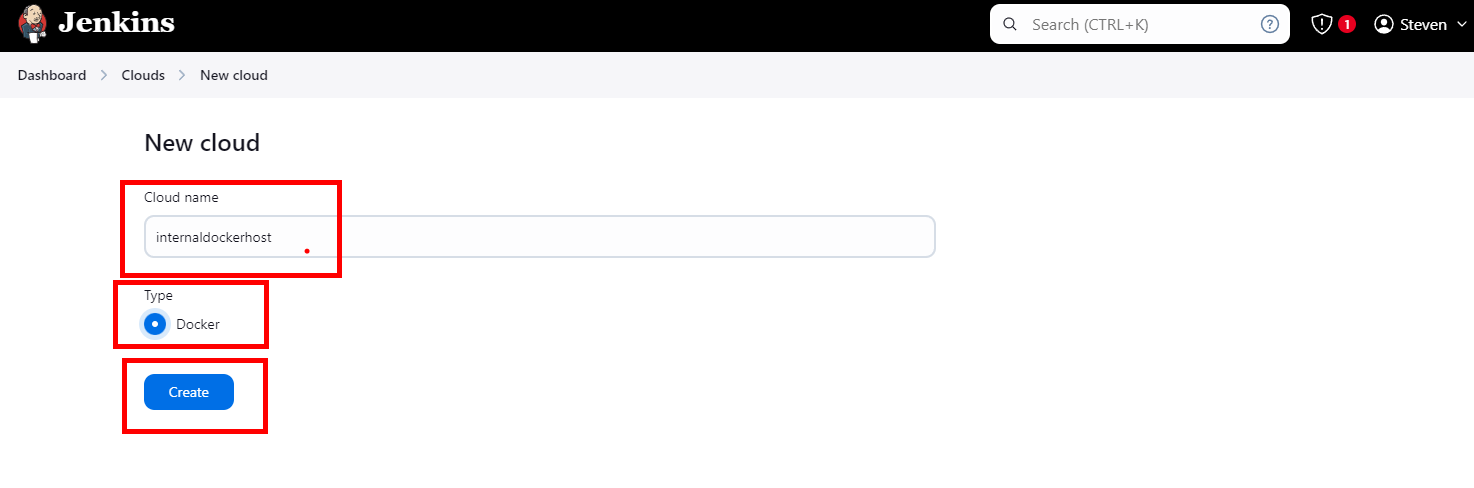 Jenkins
Search (CTRL+K)
?
1
Steven
Dashboard
Clouds
New cloud
New cloud
Cloud name
internaldockerhost
Type
Docker
Create